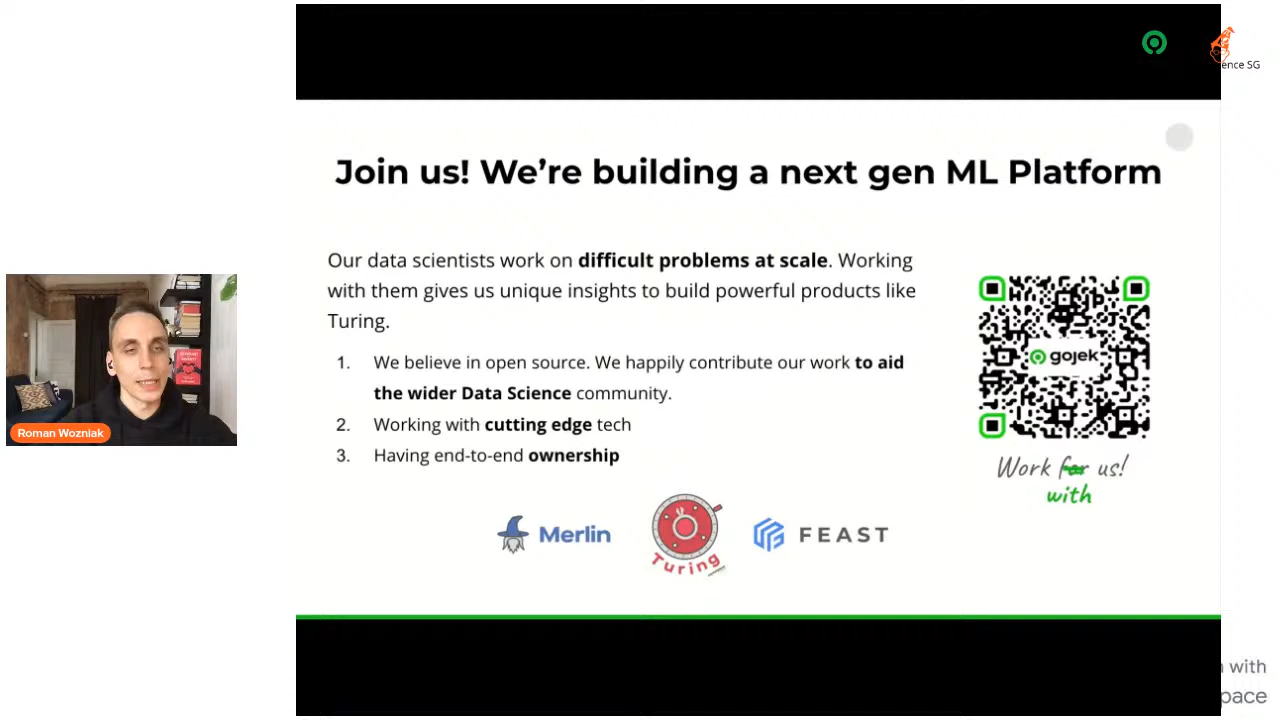 ence SG
Join us! We're building a next gen ML Platform
Our data scientists work on difficult problems at scale. Working
with them gives us unique insights to build powerful products like
Turing.
1. We believe in open source. We happily contribute our work to aid
the wider Data Science community.
2. Working with cutting edge tech
3. Having end-to-end ownership
gojek
Work for us!
with
Merlin
Turing
FEAST
Roman Wozniak
with
pace